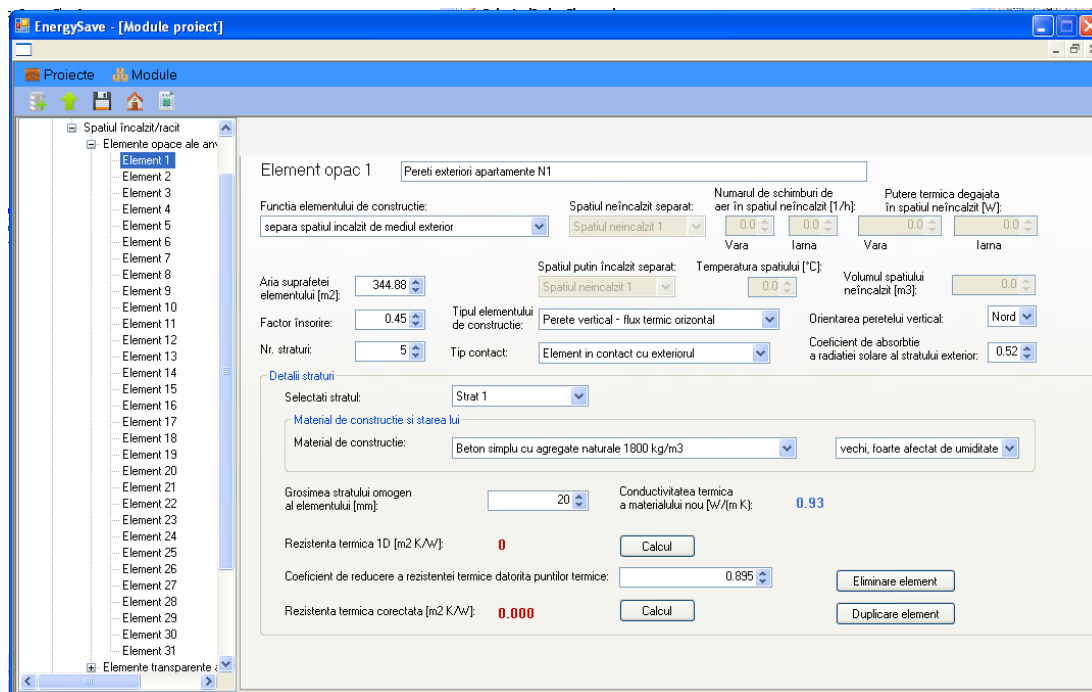 EnergySave - [Module proiect]
Proiecte Module
Spatiul încalzit/racit
Elemente opace ale anv
Element 1
Element 2
Element 3
Element 4
Element 5
Element 6
Element 7
Element 8
Element 9
Element 10
Element 11
Element 12
Element 13
Element 14
Element 15
Element 16
Element 17
Element 18
Element 19
Element 20
Element 21
Element 22
Element 23
Element 24
Element 25
Element 26
Element 27
Element 28
Element 29
Element 30
Element 31
Elemente transparente a
Element opac 1 Pereti exteriori apartamente N1
Functia elementului de constructie:
separa spatiul incalzit de mediul exterior
Spatiul neîncalzit separat:
Spatiul neincalzit 1
Numarul de schimburi de
aer în spatiul neîncalzit [1/h]:
0.0 0.0
Vara Iarna
Putere termica degajata
în spatiul neîncalzit [W]:
0.0 0.0
Vara Iarna
Aria suprafetei
elementului [m2]:
344.88
Spatiul putin încalzit separat:
Spatiul neincalzit 1
Temperatura spatiului [°C]:
0.0
Volumul spatiului
neîncalzit [m3]:
0.0
Factor însorire: 0.45
Tipul elementului
de constructie:
Perete vertical - flux termic orizontal
Orientarea peretelui vertical: Nord
Nr. straturi: 5
Tip contact: Element in contact cu exteriorul
Coeficient de absorbtie
a radiatiei solare al stratului exterior: 0.52
Detalii straturi
Selectati stratul: Strat 1
Material de constructie si starea lui
Material de constructie: Beton simplu cu agregate naturale 1800 kg/m3 vechi, foarte afectat de umiditate
Grosimea stratului omogen
al elementului [mm]:
20
Conductivitatea termica
a materialului nou [W/(m K]:
0.93
Rezistenta termica 1D [m2 K/W]: 0 Calcul
Coeficient de reducere a rezistentei termice datorita puntilor termice: 0.895 Eliminare element
Rezistenta termica corectata [m2 K/W]: 0.000 Calcul Duplicare element